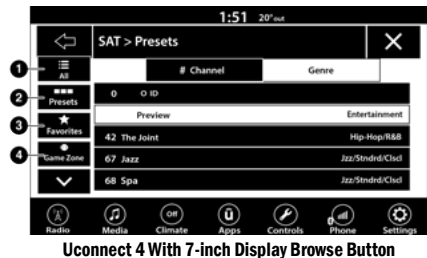 1:51 20°out
SAT > Presets
1 All
# Channel Genre
2 Presets
0 O ID
Preview Entertainment
3 Favorites
42 The Joint Hip-Hop/R&B
4 Game Zone
67 Jazz Jzz/Stndrd/Clscl
68 Spa Jzz/Stndrd/Clscl
Off
Radio Media Climate Apps Controls Phone Settings
Uconnect 4 With 7-inch Display Browse Button